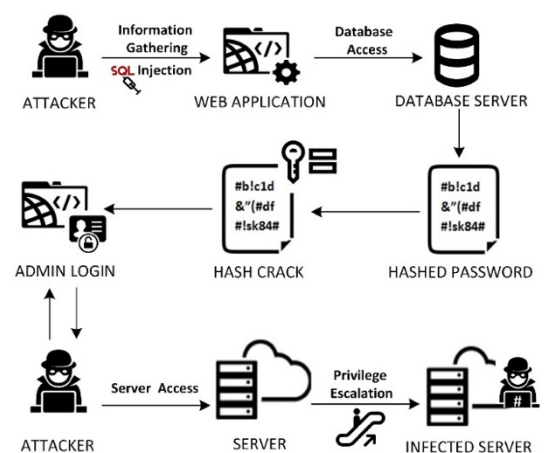 Information
Gathering
SQL Injection
Database
Access
</>
ATTACKER
WEB APPLICATION
DATABASE SERVER
#b!c1d
&"(#df
#!sk84#
#b!c1d
&"(#df
#!sk84#
</>
ADMIN LOGIN
HASH CRACK
HASHED PASSWORD
Server Access
Privilege
Escalation
#
ATTACKER
SERVER
INFECTED SERVER